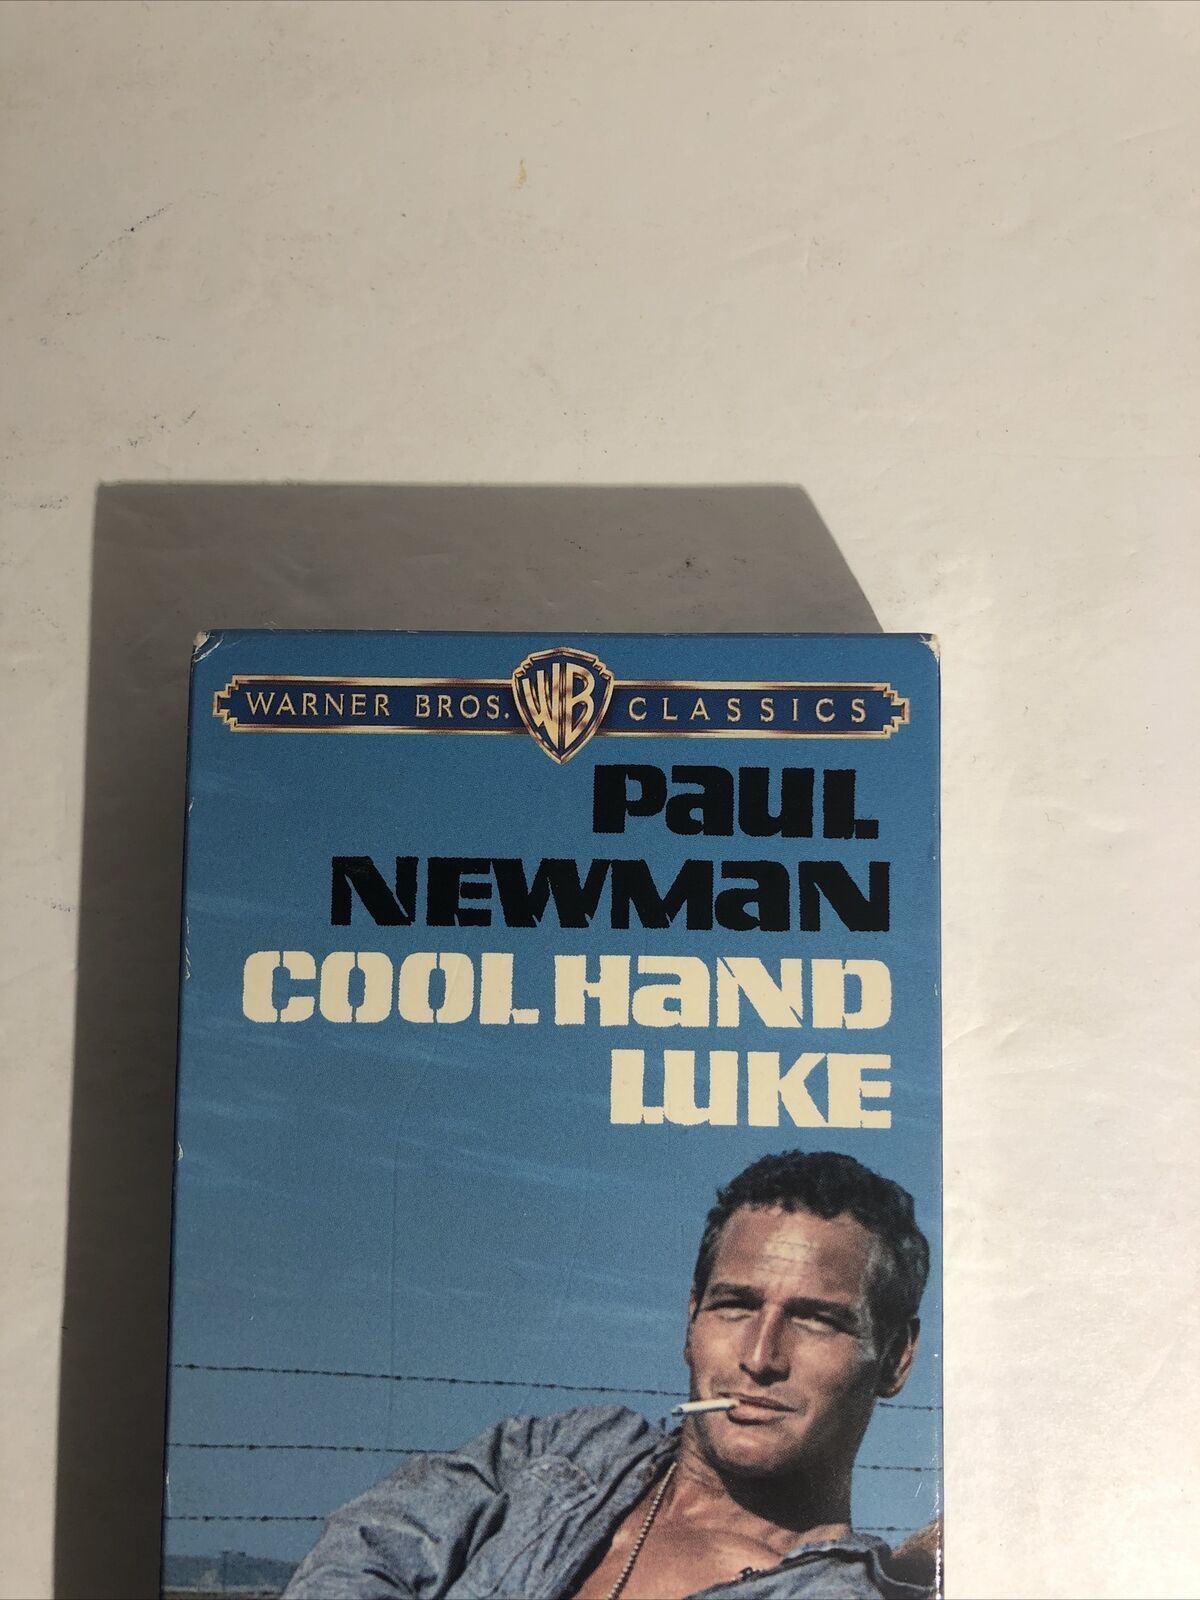 WARNER BROS. WB CLASSICS
PaUL
NEWMaN
COOL HaND
LUKE